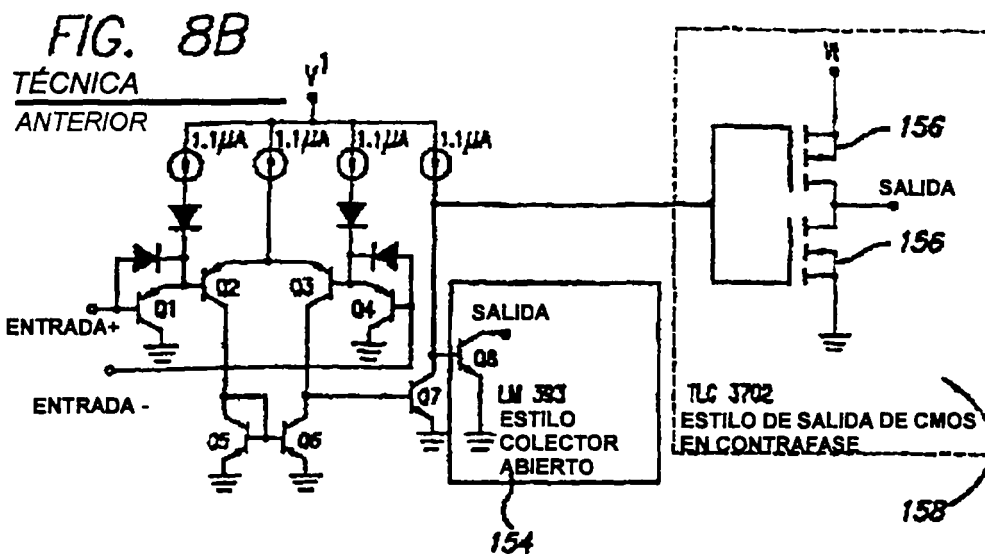 FIG. 8B
TÉCNICA
ANTERIOR
V1
1.1µA 1.1µA 1.1µA 1.1µA
VI
156
SALIDA
156
Q1
Q2
Q3
Q4
ENTRADA+
ENTRADA -
SALIDA
Q8
Q7
Q5
Q6
LM 393
ESTILO
COLECTOR
ABIERTO
TLC 3702
ESTILO DE SALIDA DE CMOS
EN CONTRAFASE
154
158